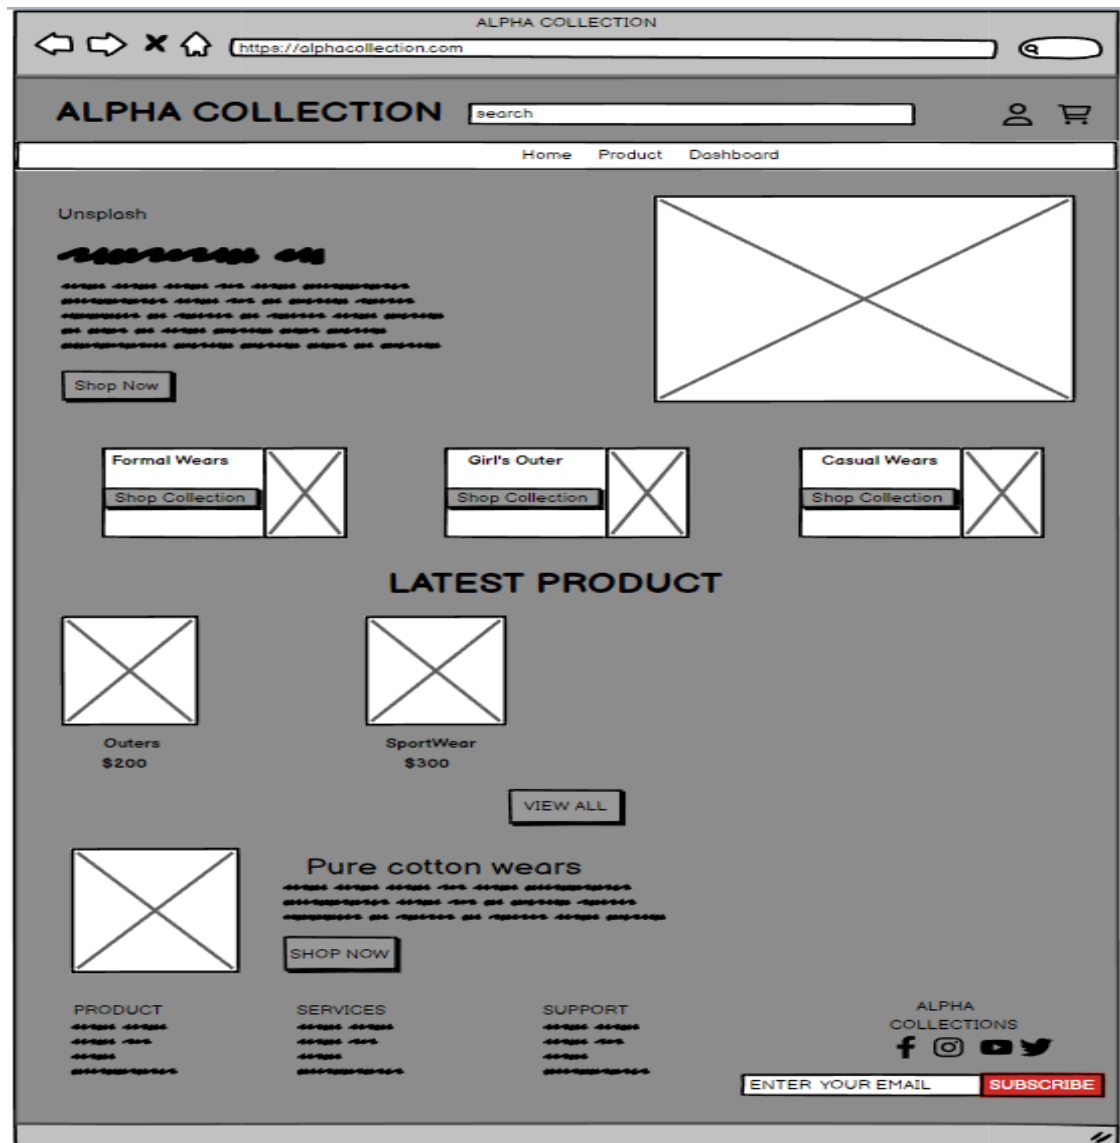 ALPHA COLLECTION
https://alphacollection.com
ALPHA COLLECTION
search
Home Product Dashboard
Unsplash
Shop Now
Formal Wears
Shop Collection
Girl's Outer
Shop Collection
Casual Wears
Shop Collection
LATEST PRODUCT
Outers
$200
SportWear
$300
VIEW ALL
Pure cotton wears
SHOP NOW
PRODUCT
SERVICES
SUPPORT
ALPHA
COLLECTIONS
ENTER YOUR EMAIL
SUBSCRIBE